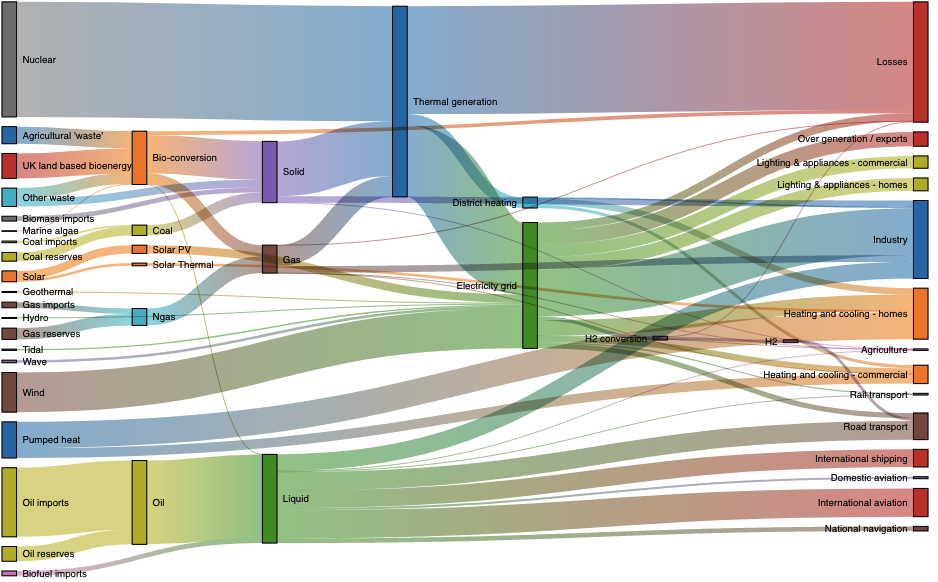 Nuclear
Agricultural 'waste'
UK land based bioenergy
Other waste
Biomass imports
Marine algae
Coal imports
Coal reserves
Solar
Geothermal
Gas imports
Hydro
Gas reserves
Tidal
Wave
Wind
Pumped heat
Oil imports
Oil reserves
Biofuel imports
Bio-conversion
Coal
Solar PV
Solar Thermal
Ngas
Oil
Solid
Gas
Liquid
Thermal generation
District heating
Electricity grid
H2 conversion
H2
Losses
Over generation / exports
Lighting & appliances - commercial
Lighting & appliances - homes
Industry
Heating and cooling - homes
Agriculture
Heating and cooling - commercial
Rail transport
Road transport
International shipping
Domestic aviation
International aviation
National navigation